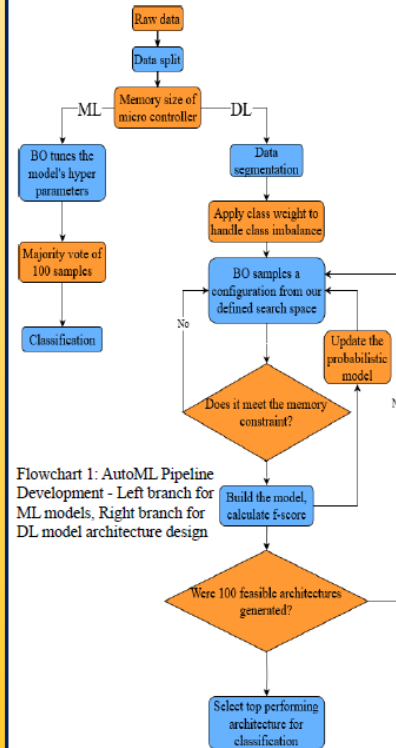 Raw data
Data split
Memory size of
micro controller
ML
DL
BO tunes the
model's hyper
parameters
Majority vote of
100 samples
Classification
Data
segmentation
Apply class weight to
handle class imbalance
BO samples a
configuration from our
defined search space
No
Update the
probabilistic
model
Does it meet the memory
constraint?
Build the model,
calculate f-score
Were 100 feasible architectures
generated?
Select top performing
architecture for
classification
Flowchart 1: AutoML Pipeline
Development - Left branch for
ML models, Right branch for
DL model architecture design